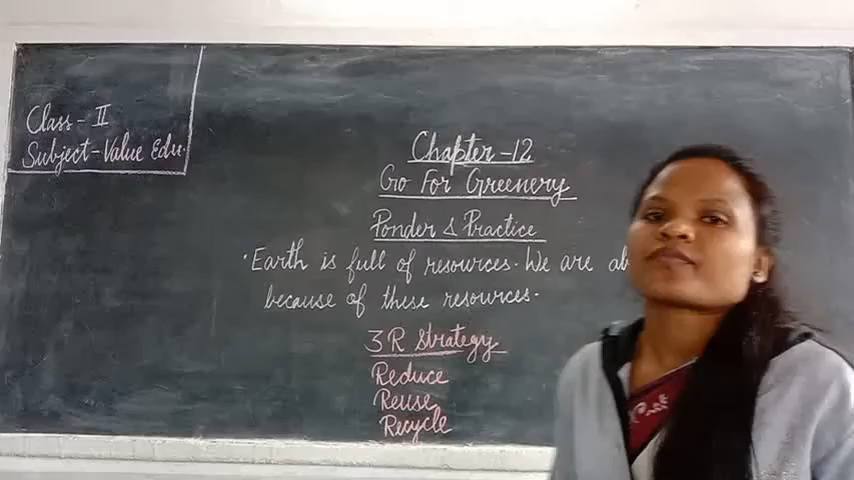 Class - II
Subject - Value Edu.
Chapter - 12
Go For Greenery
Ponder & Practice
· Earth is full of resources. We are
because of these resources.
3R Strategy
Reduce
Reuse
Recycle